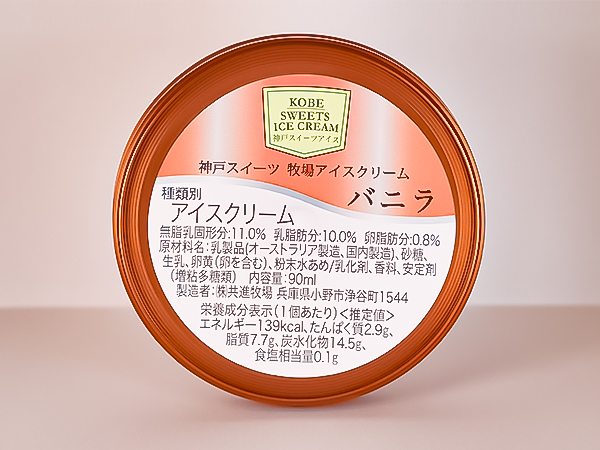 KOBE
SWEETS
ICE CREAM
神戸スイーツアイス
神戸スイーツ 牧場アイスクリーム
バニラ
種類別
アイスクリーム
無脂乳固形分:11.0% 乳脂肪分:10.0% 卵脂肪分:0.8%
原材料名:乳製品(オーストラリア製造、国内製造)、砂糖、
生乳、卵黄(卵を含む)、粉末水あめ/乳化剤、香料、安定剤
(増粘多糖類) 内容量:90ml
製造者:㈱共進牧場 兵庫県小野市浄谷町1544
栄養成分表示(1個あたり)<推定値>
エネルギー139kcal、たんぱく質2.9g、
脂質7.7g、炭水化物14.5g、
食塩相当量0.1g